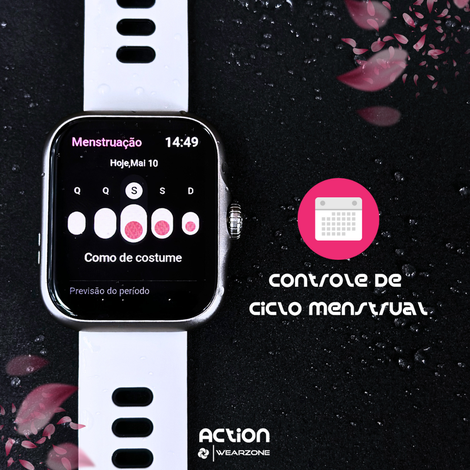 Menstruação 14:49
Hoje,Mai 10
Q Q S S D
Como de costume
Previsão do período
Controle de
ciclo menstrual
Action
WEARZONE